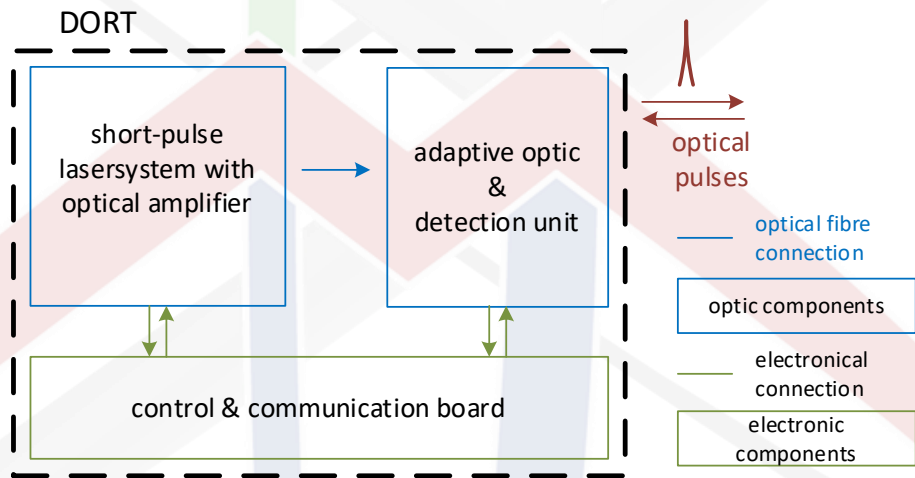 DORT
short-pulse
lasersystem with
optical amplifier
adaptive optic
&
detection unit
optical
pulses
optical fibre
connection
optic components
control & communication board
electronical
connection
electronic
components